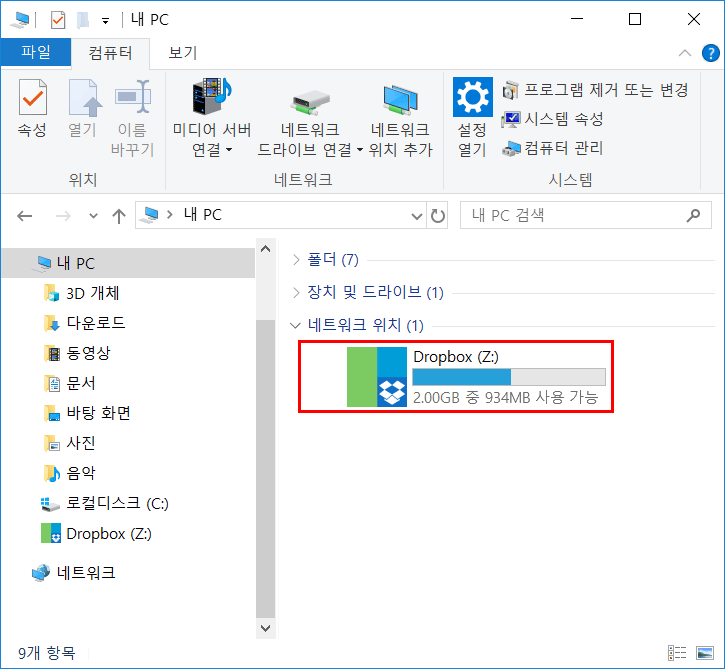 내 PC
파일 컴퓨터 보기
속성 열기 이름 바꾸기
위치
미디어 서버 연결 네트워크 드라이브 연결 네트워크 위치 추가
네트워크
설정 열기
프로그램 제거 또는 변경
시스템 속성
컴퓨터 관리
시스템
내 PC
내 PC 검색
내 PC
3D 개체
다운로드
동영상
문서
바탕 화면
사진
음악
로컬디스크 (C:)
Dropbox (Z:)
네트워크
폴더 (7)
장치 및 드라이브 (1)
네트워크 위치 (1)
Dropbox (Z:)
2.00GB 중 934MB 사용 가능
9개 항목